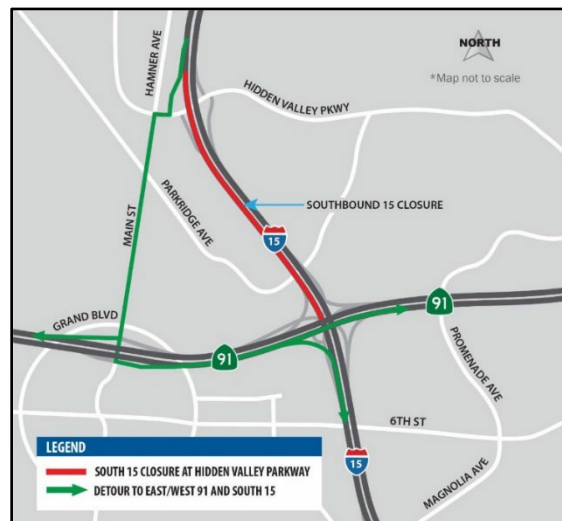 NORTH
*Map not to scale
HAMNER AVE
HIDDEN VALLEY PKWY
MAIN ST
PARKRIDGE AVE
SOUTHBOUND 15 CLOSURE
15
GRAND BLVD
91
91
PROMENADE AVE
6TH ST
15
MAGNOLIA AVE
LEGEND
SOUTH 15 CLOSURE AT HIDDEN VALLEY PARKWAY
DETOUR TO EAST/WEST 91 AND SOUTH 15